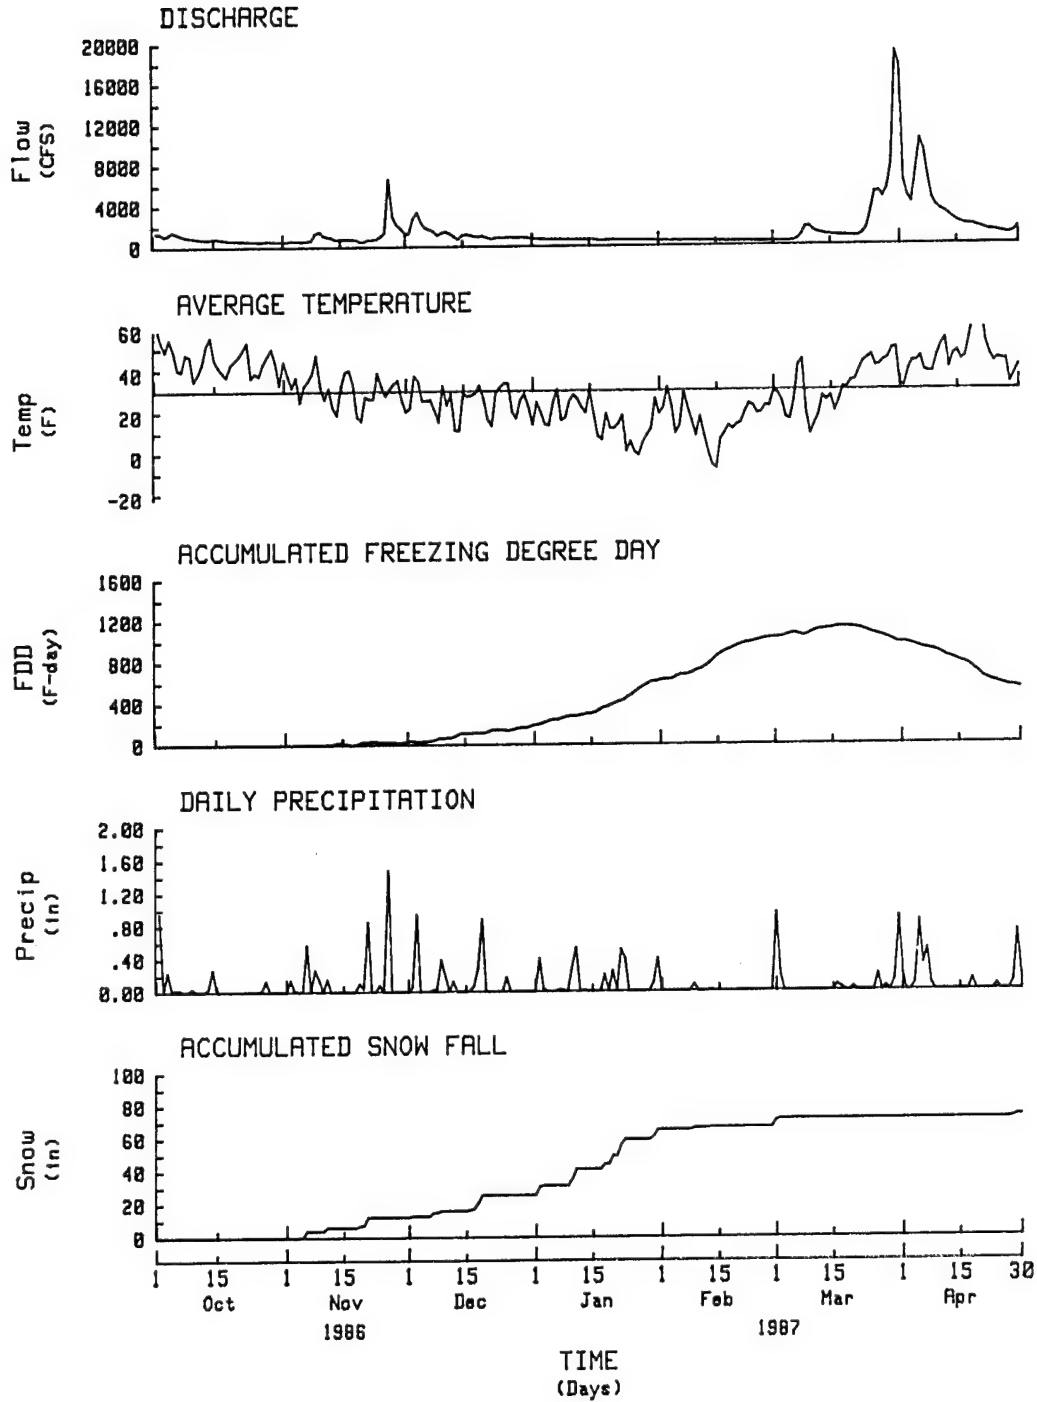 DISCHARGE
20000
16000
12000
8000
4000
0
Flow
(CFS)
AVERAGE TEMPERATURE
60
40
20
0
-20
Temp
(F)
ACCUMULATED FREEZING DEGREE DAY
1600
1200
800
400
0
FDD
(F-day)
DAILY PRECIPITATION
2.00
1.60
1.20
.80
.40
0.00
Precip
(in)
ACCUMULATED SNOW FALL
100
80
60
40
20
0
Snow
(in)
1 15 1 15 1 15 1 15 1 15 1 15 1 15 30
Oct Nov Dec Jan Feb Mar Apr
1986 1987
TIME
(Days)